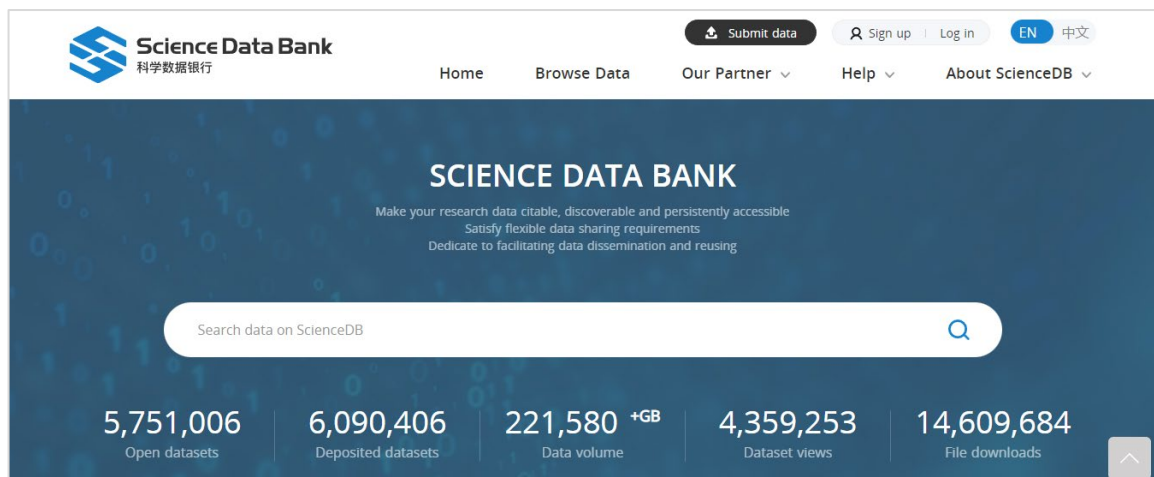 Science Data Bank
科学数据银行
Submit data
Sign up
Log in
EN
中文
Home
Browse Data
Our Partner
Help
About ScienceDB
SCIENCE DATA BANK
Make your research data citable, discoverable and persistently accessible
Satisfy flexible data sharing requirements
Dedicate to facilitating data dissemination and reusing
Search data on ScienceDB
5,751,006
Open datasets
6,090,406
Deposited datasets
221,580 +GB
Data volume
4,359,253
Dataset views
14,609,684
File downloads